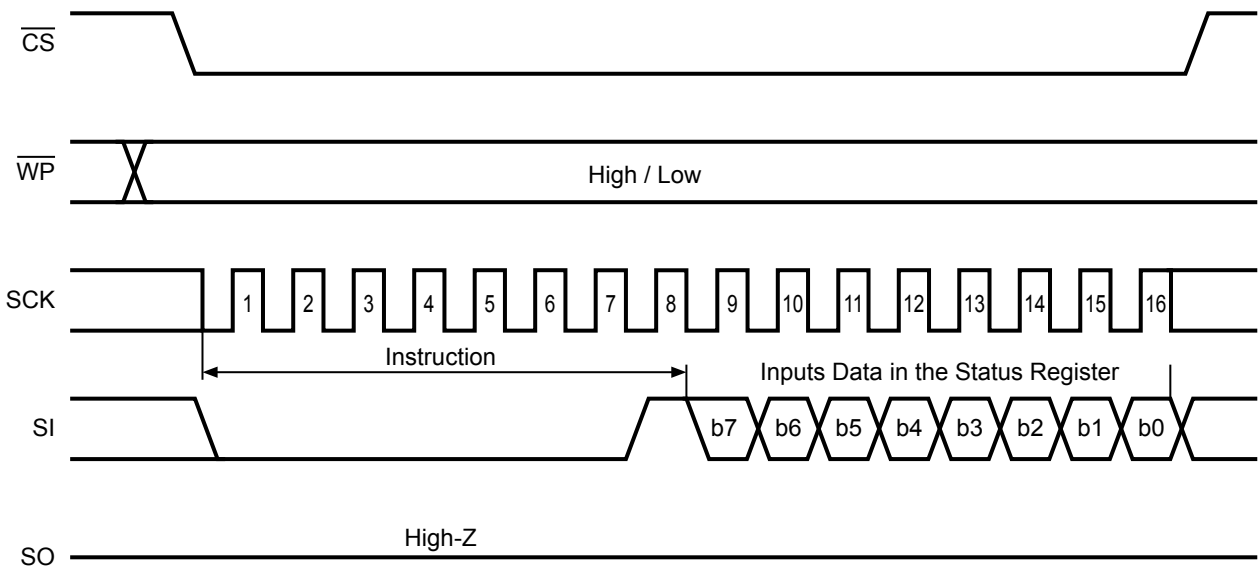 CS
WP
High / Low
SCK
1 2 3 4 5 6 7 8 9 10 11 12 13 14 15 16
Instruction
Inputs Data in the Status Register
SI
b7 b6 b5 b4 b3 b2 b1 b0
High-Z
SO